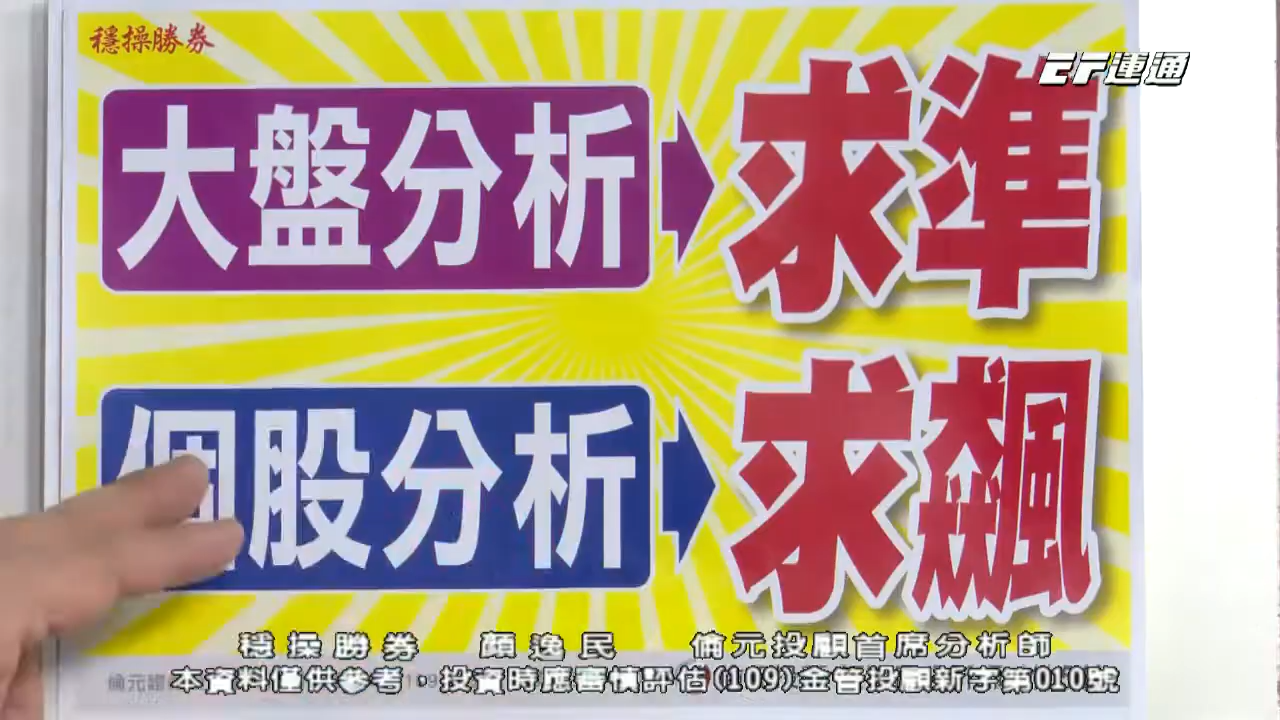 穩操勝券
EF運通
大盤分析
求準
個股分析
求飆
穩操勝券 顏逸民 倫元投顧首席分析師
本資料僅供參考，投資時應審慎評估(109)金管投顧新字第010號